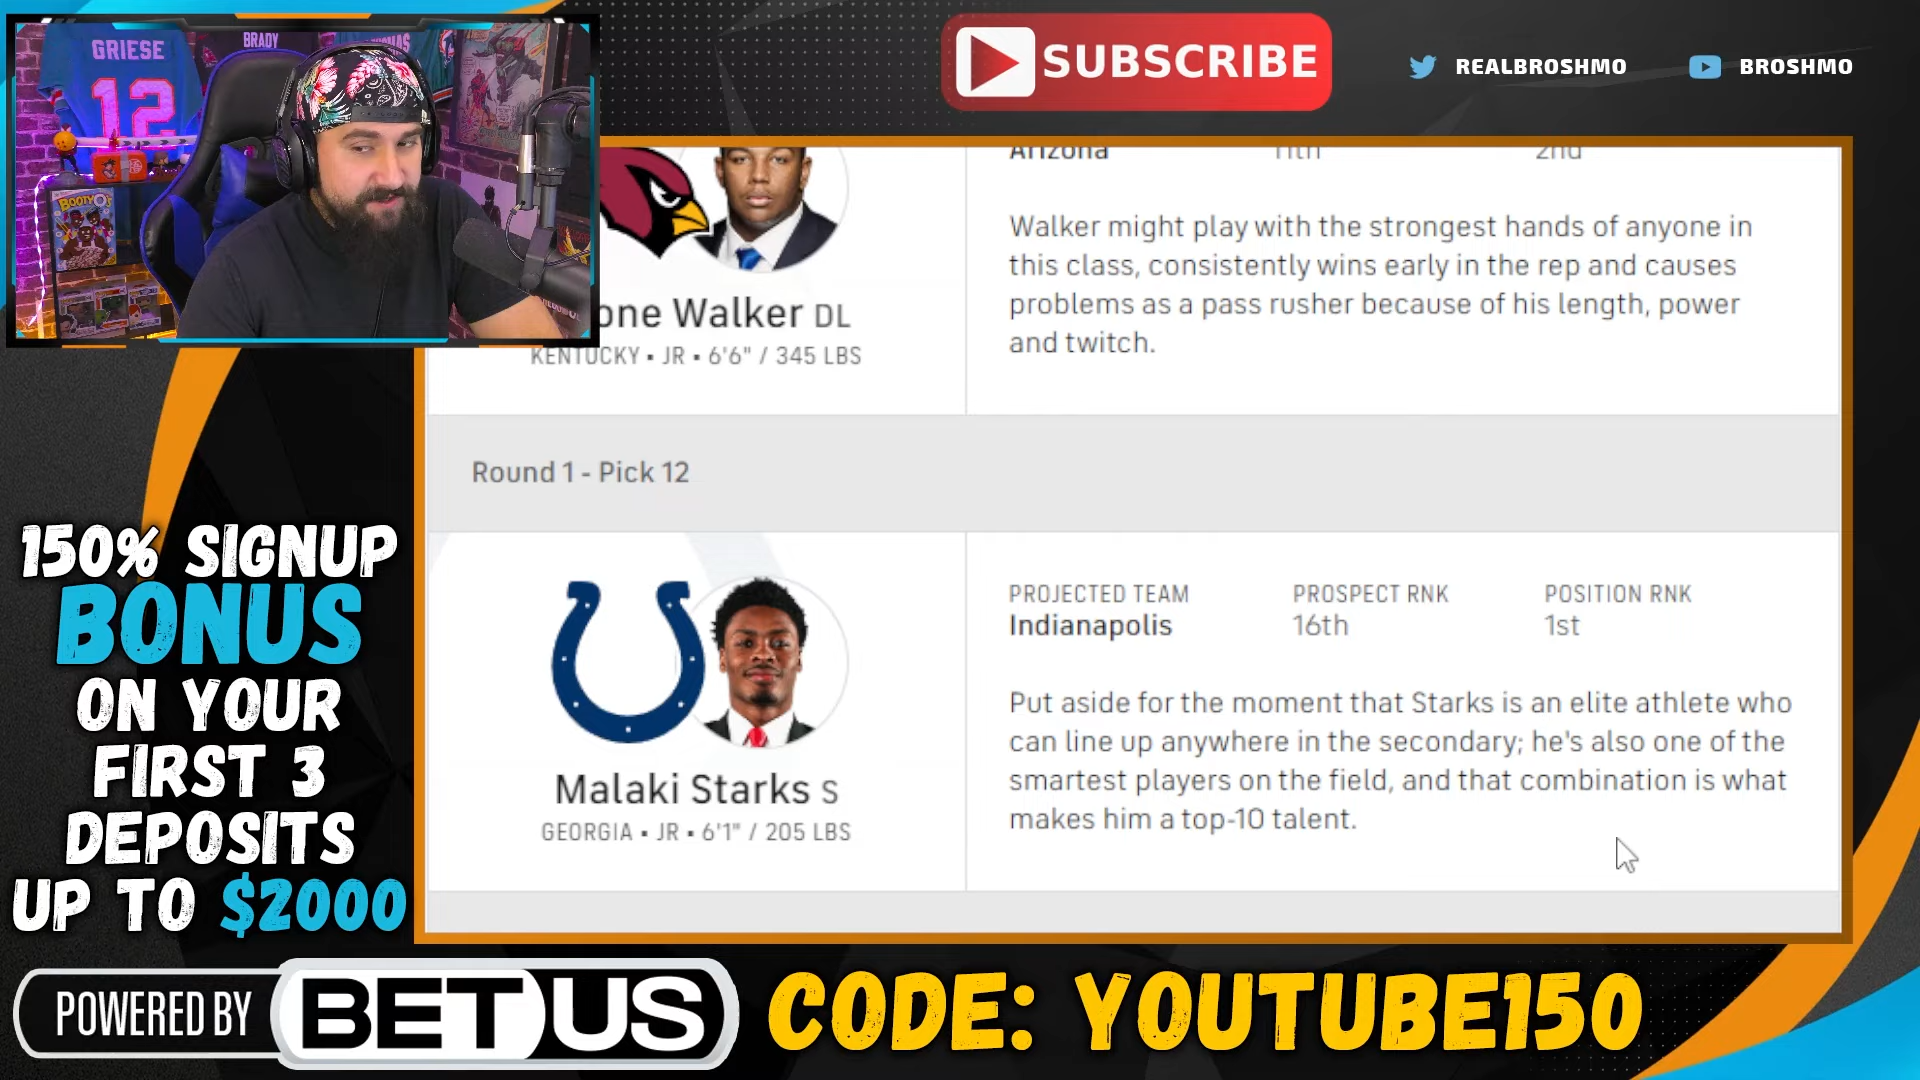 GRIESE
12
BRADY
BOOTY O's
SUBSCRIBE
REALBROSHMO
BROSHMO
Arizona 11th 2nd
Walker might play with the strongest hands of anyone in
this class, consistently wins early in the rep and causes
problems as a pass rusher because of his length, power
and twitch.
one Walker DL
KENTUCKY • JR • 6'6" / 345 LBS
Round 1 - Pick 12
PROJECTED TEAM PROSPECT RNK POSITION RNK
Indianapolis 16th 1st
Put aside for the moment that Starks is an elite athlete who
can line up anywhere in the secondary; he's also one of the
smartest players on the field, and that combination is what
makes him a top-10 talent.
Malaki Starks S
GEORGIA • JR • 6'1" / 205 LBS
150% SIGNUP
BONUS
ON YOUR
FIRST 3
DEPOSITS
UP TO $2000
POWERED BY BETUS
CODE: YOUTUBE150